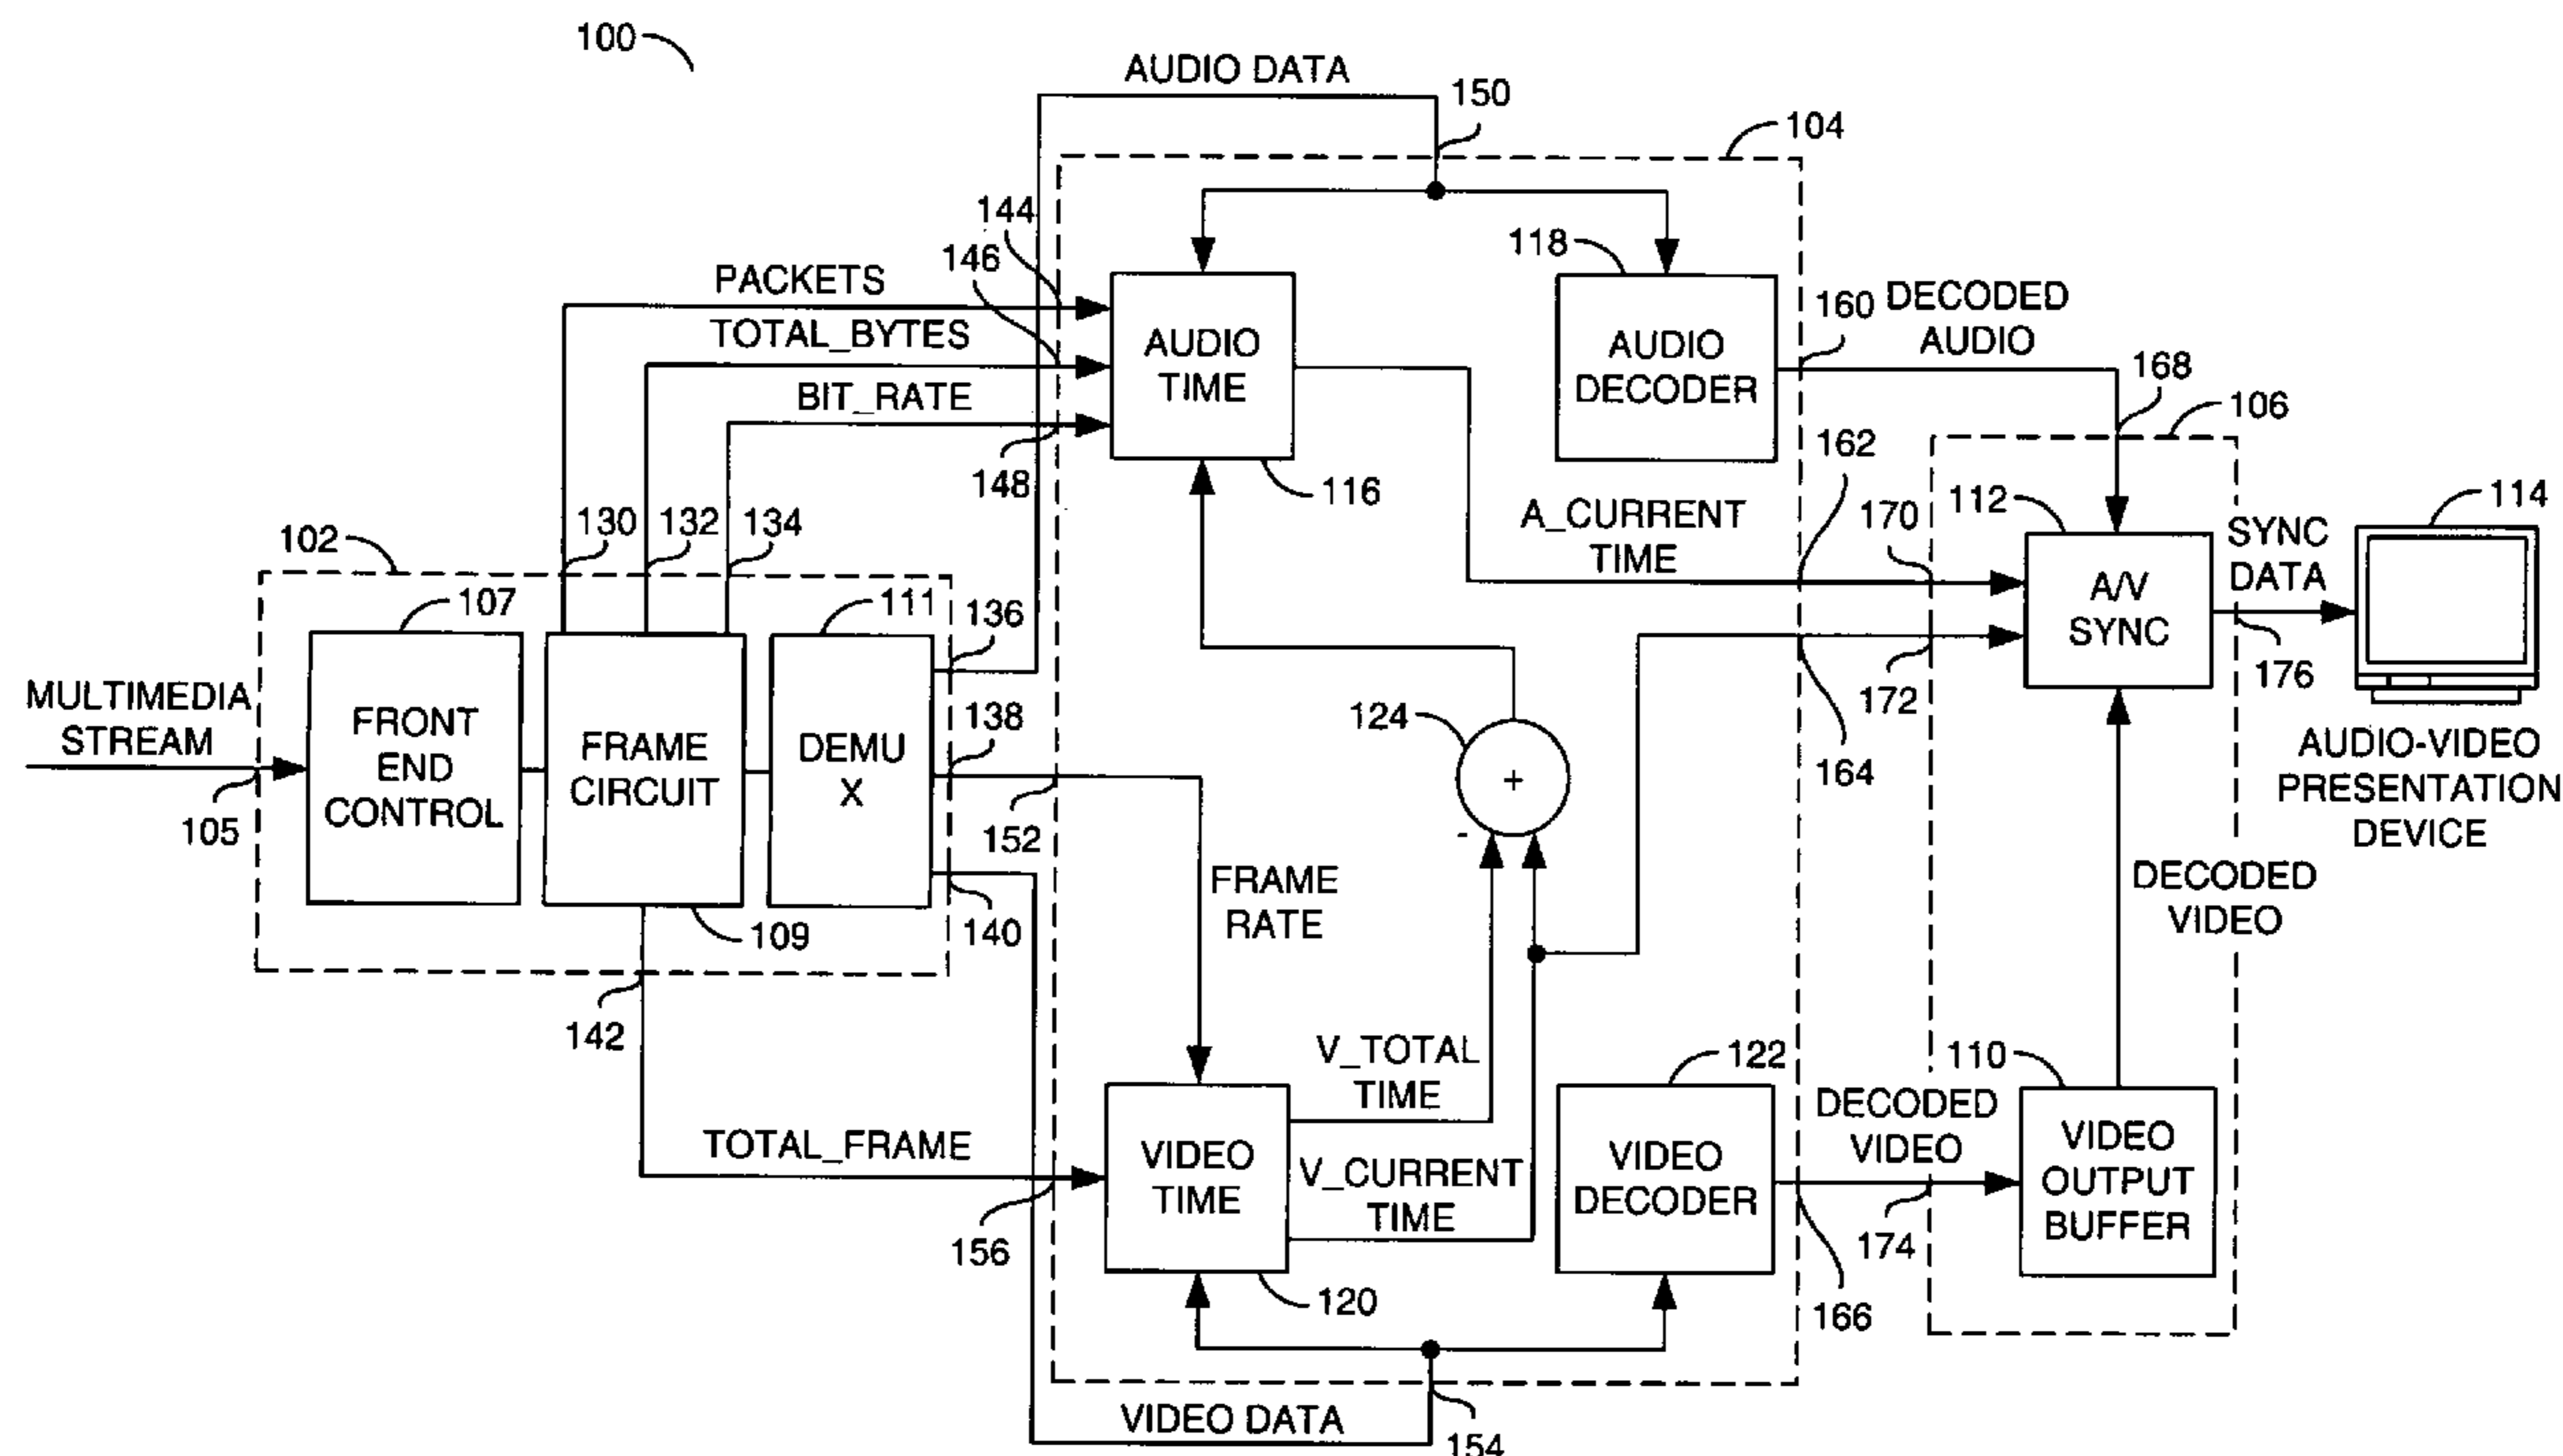 100
AUDIO DATA
150
104
144
146
118
PACKETS
TOTAL_BYTES
BIT_RATE
AUDIO
TIME
AUDIO
DECODER
160
DECODED
AUDIO
168
106
148
116
162
130
132
134
102
A_CURRENT
TIME
170
112
SYNC
DATA
114
107
111
136
A/V
SYNC
MULTIMEDIA
STREAM
105
FRONT
END
CONTROL
FRAME
CIRCUIT
DEMU
X
138
152
124
+
-
172
164
176
AUDIO-VIDEO
PRESENTATION
DEVICE
109
140
FRAME
RATE
DECODED
VIDEO
142
V_TOTAL
TIME
122
110
TOTAL_FRAME
VIDEO
TIME
V_CURRENT
TIME
VIDEO
DECODER
DECODED
VIDEO
VIDEO
OUTPUT
BUFFER
156
120
166
174
VIDEO DATA
154